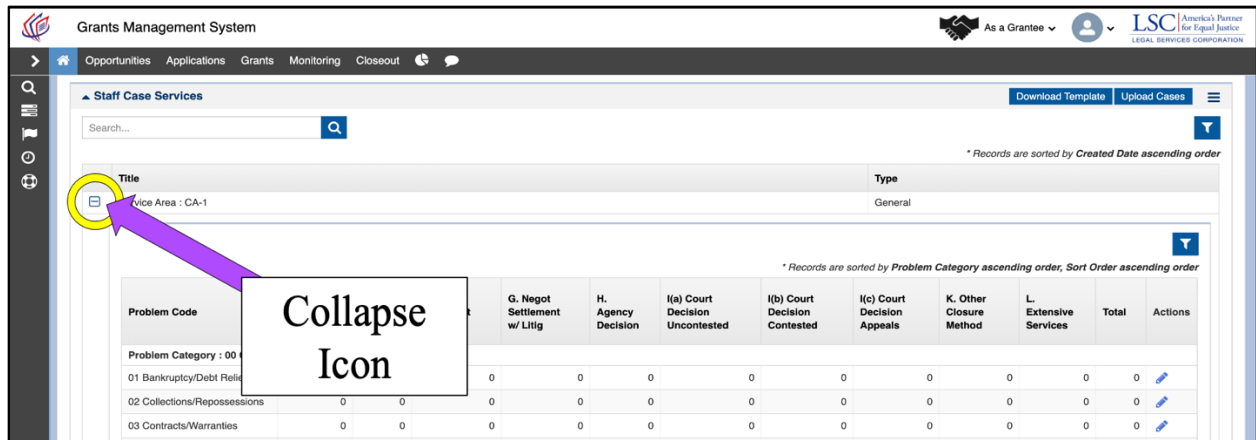 Grants Management System
As a Grantee
LSC America's Partner for Equal Justice
LEGAL SERVICES CORPORATION
Opportunities Applications Grants Monitoring Closeout
Staff Case Services
Download Template Upload Cases
Search...
* Records are sorted by Created Date ascending order
Title Type
Service Area : CA-1 General
* Records are sorted by Problem Category ascending order, Sort Order ascending order
Problem Code G. Negot Settlement w/ Litig H. Agency Decision I(a) Court Decision Uncontested I(b) Court Decision Contested I(c) Court Decision Appeals K. Other Closure Method L. Extensive Services Total Actions
Collapse
Icon
Problem Category : 00
01 Bankruptcy/Debt 0 0 0 0 0 0 0 0 0
02 Collections/Repossessions 0 0 0 0 0 0 0 0 0 0 0
03 Contracts/Warranties 0 0 0 0 0 0 0 0 0 0 0